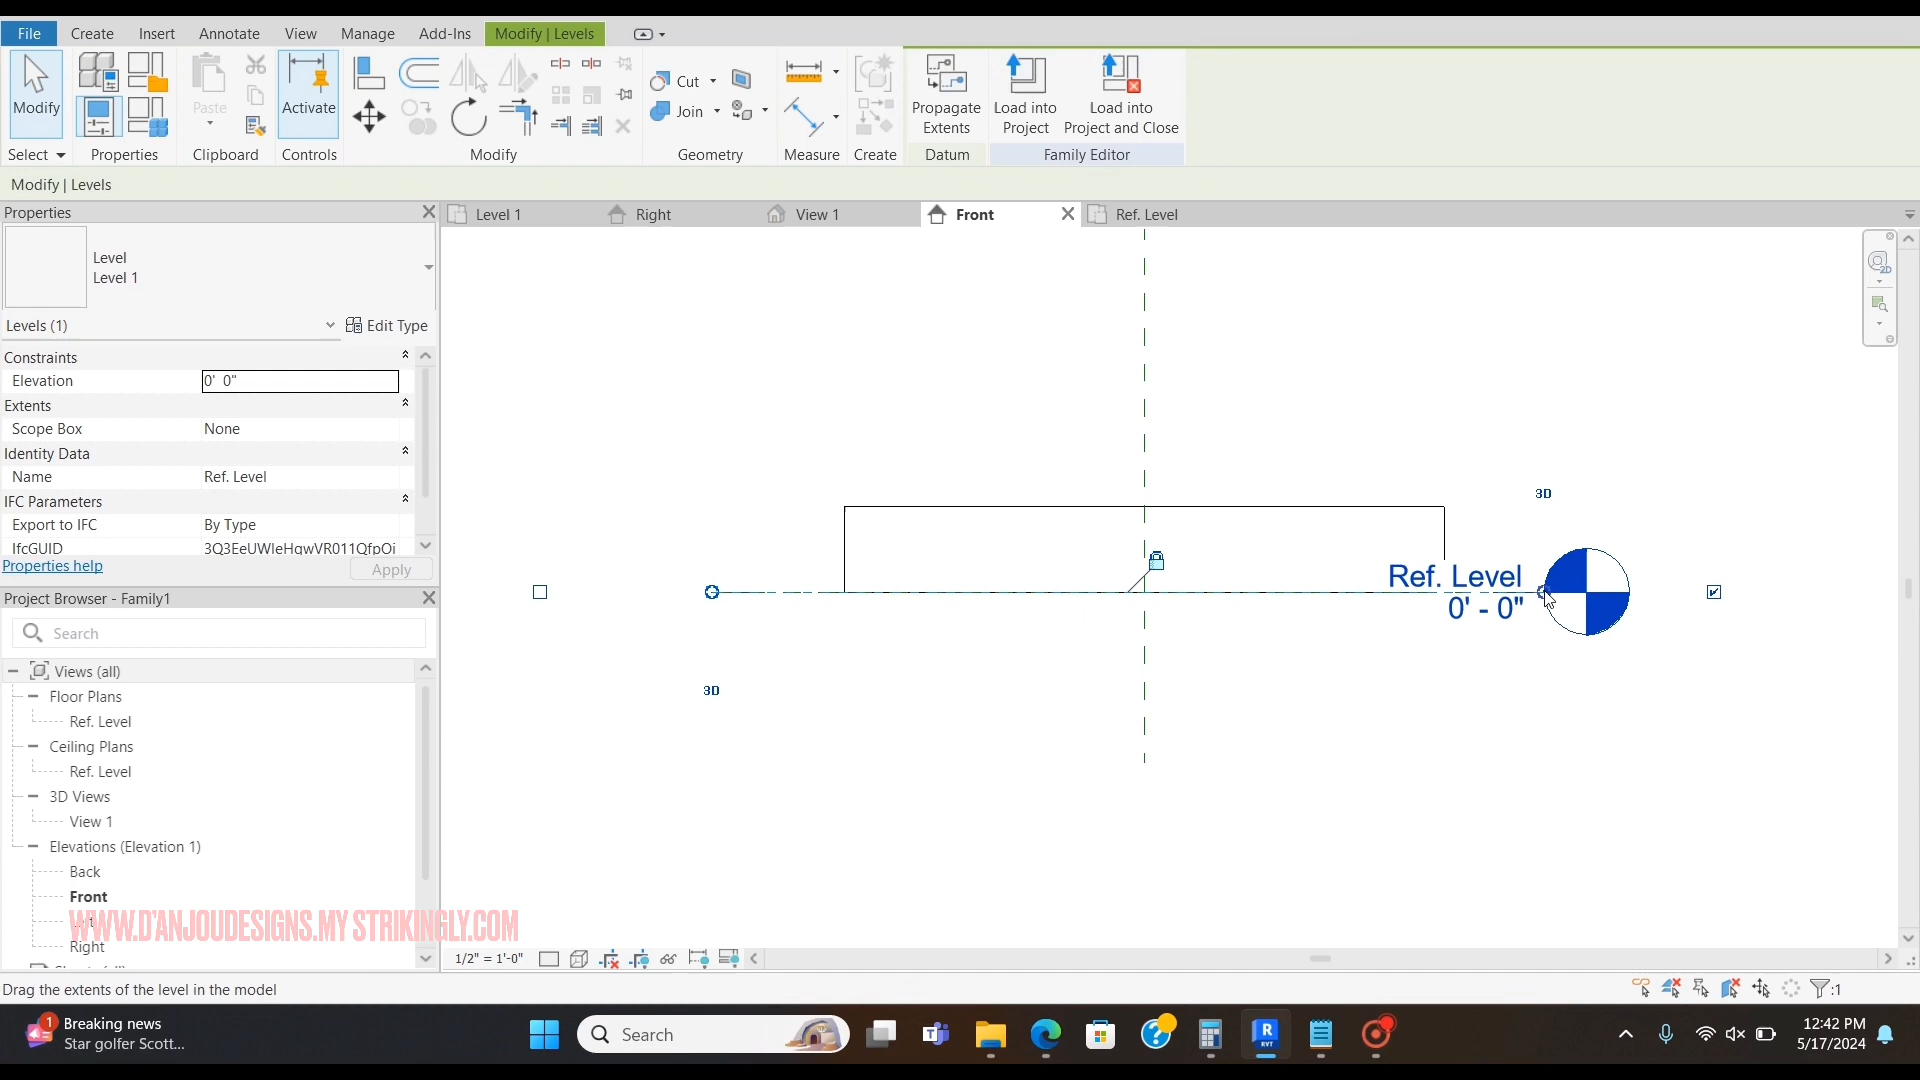 File Create Insert Annotate View Manage Add-Ins Modify | Levels
Modify Paste Activate Cut Join Propagate Extents Load into Project Load into Project and Close
Select Properties Clipboard Controls Modify Geometry Measure Create Datum Family Editor
Modify | Levels
Properties
Level
Level 1
Levels (1) Edit Type
Constraints
Elevation 0' 0"
Extents
Scope Box None
Identity Data
Name Ref. Level
IFC Parameters
Export to IFC By Type
IfcGUID 3Q3EeUWleHqwVR011QfpOi
Properties help Apply
Project Browser - Family1
Search
Views (all)
Floor Plans
Ref. Level
Ceiling Plans
Ref. Level
3D Views
View 1
Elevations (Elevation 1)
Back
Front
WWW.D'ANJOUDESIGNS.MY STRIKINGLY.COM
Right
Level 1 Right View 1 Front Ref. Level
2D
3D
Ref. Level
0' - 0"
3D
1/2" = 1'-0"
Drag the extents of the level in the model
:1
1
Breaking news
Star golfer Scott...
Search
R
RVT
12:42 PM
5/17/2024